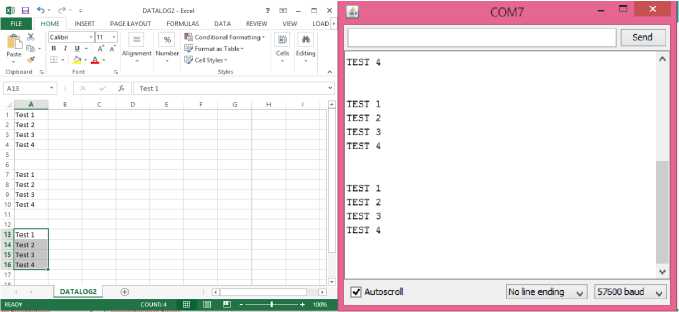 DATALOG2 - Excel
FILE HOME INSERT PAGE LAYOUT FORMULAS DATA REVIEW VIEW LOAD
Calibri 11
Paste
B I U A A
Alignment Number
Conditional Formatting
Format as Table
Cell Styles
Cells Editing
Clipboard Font Styles
A13 fx Test 1
A B C D E F G H I
1 Test 1
2 Test 2
3 Test 3
4 Test 4
5
6
7 Test 1
8 Test 2
9 Test 3
10 Test 4
11
12
13 Test 1
14 Test 2
15 Test 3
16 Test 4
17
DATALOG2
READY COUNT: 4 100%
COM7
Send
TEST 4
TEST 1
TEST 2
TEST 3
TEST 4
TEST 1
TEST 2
TEST 3
TEST 4
Autoscroll No line ending 57600 baud